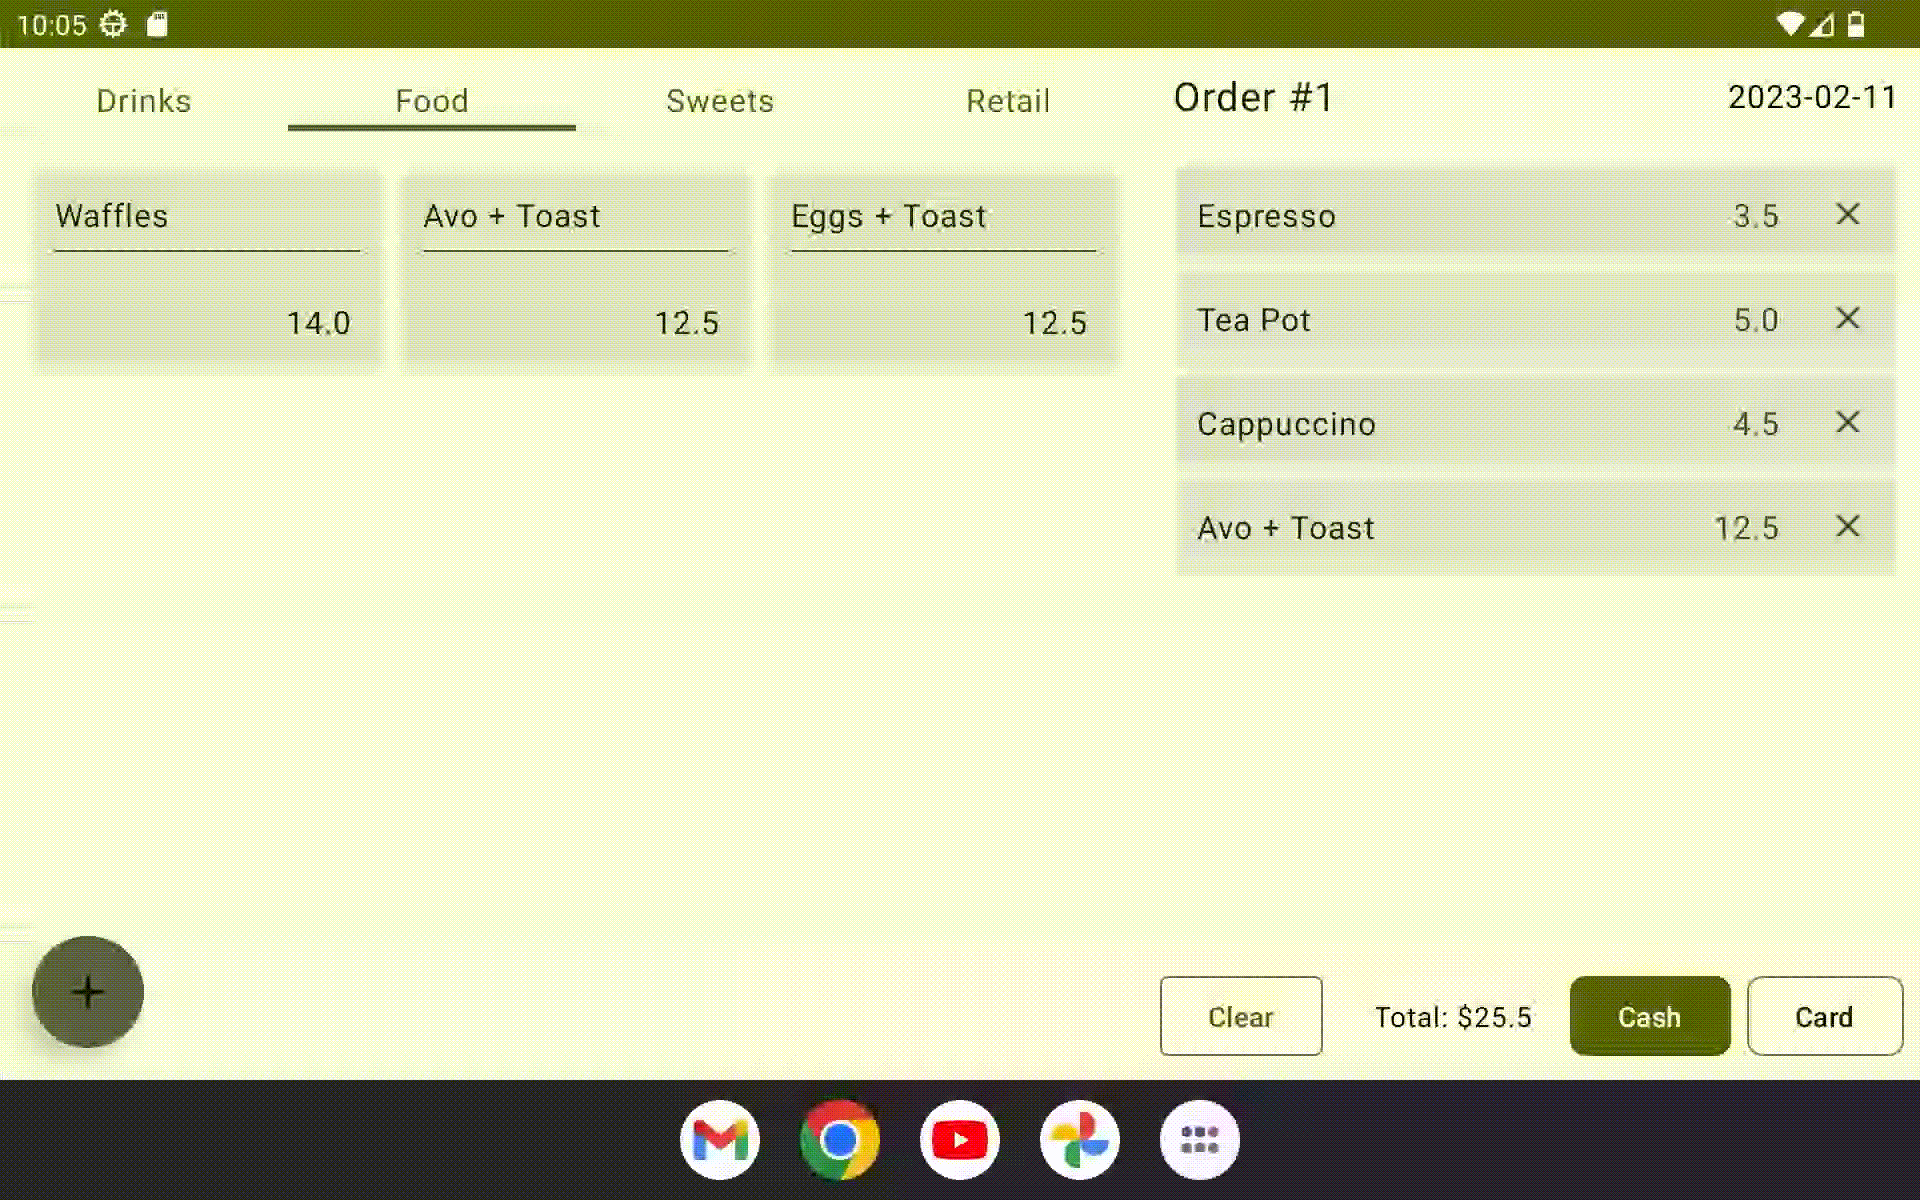 10:05
Drinks Food Sweets Retail
Waffles
14.0
Avo + Toast
12.5
Eggs + Toast
12.5
Order #1 2023-02-11
Espresso 3.5
Tea Pot 5.0
Cappuccino 4.5
Avo + Toast 12.5
Clear Total: $25.5 Cash Card